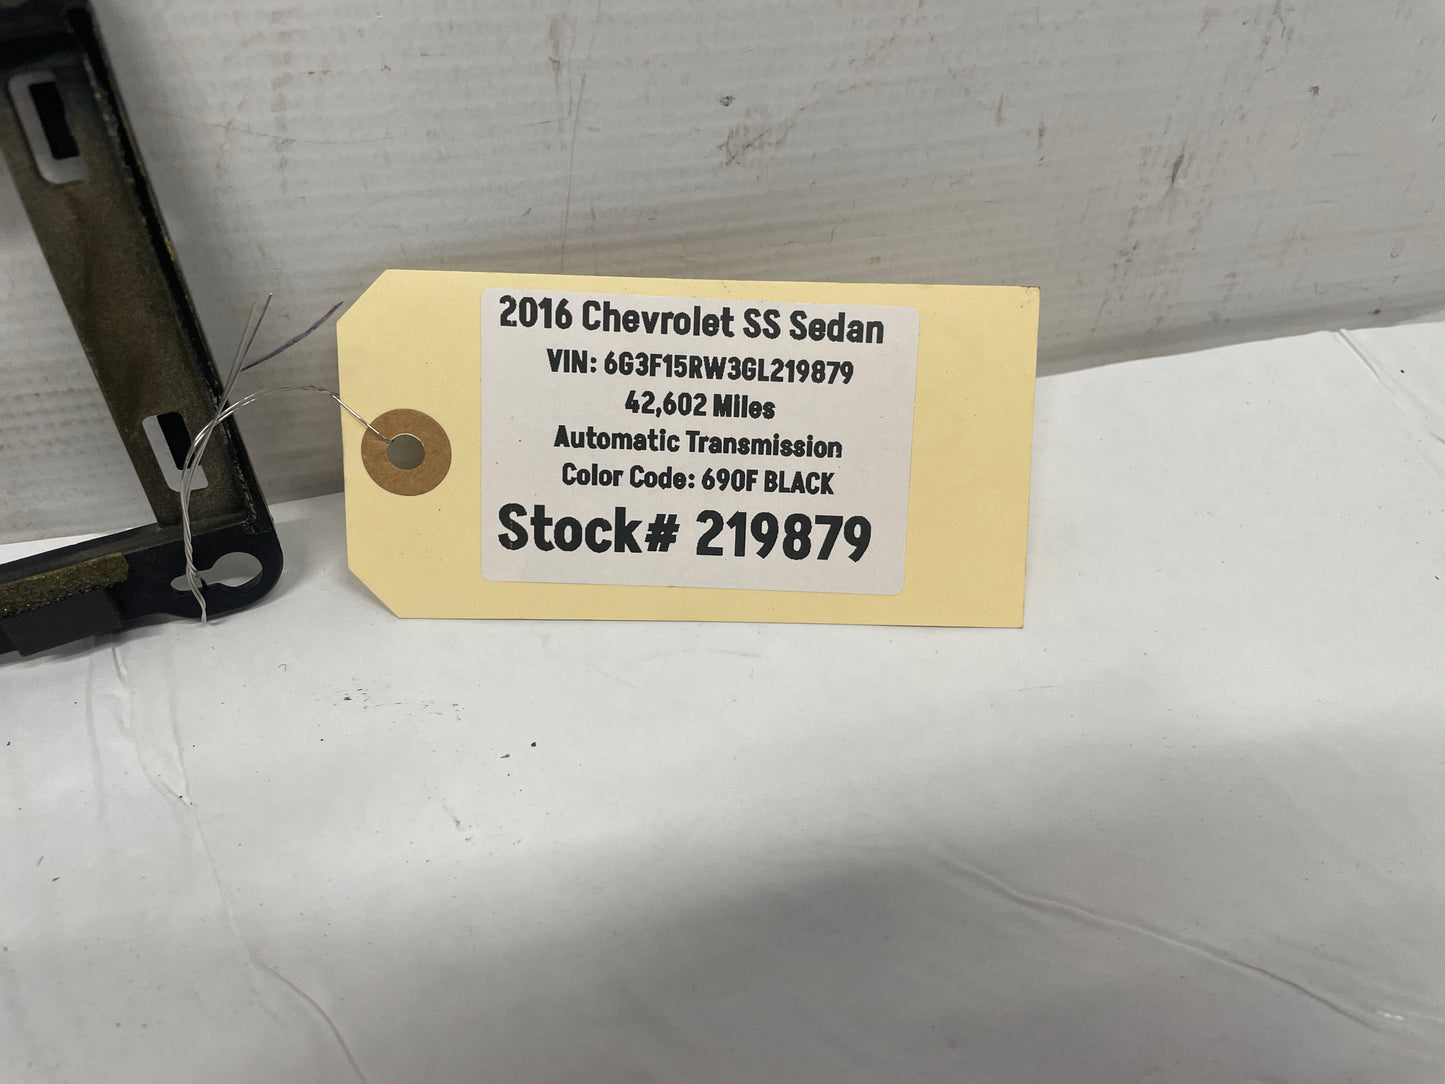 2016 Chevrolet SS Sedan
VIN: 6G3F15RW3GL219879
42,602 Miles
Automatic Transmission
Color Code: 690F BLACK
Stock# 219879